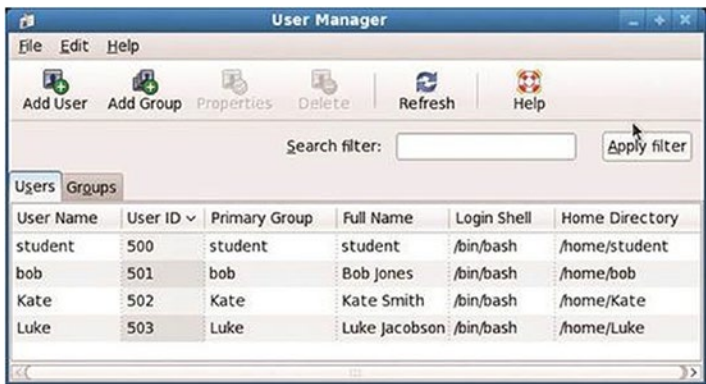 User Manager
File Edit Help
Add User Add Group Properties Delete Refresh Help
Search filter: Apply filter
Users Groups
User Name User ID Primary Group Full Name Login Shell Home Directory
student 500 student student /bin/bash /home/student
bob 501 bob Bob Jones /bin/bash /home/bob
Kate 502 Kate Kate Smith /bin/bash /home/Kate
Luke 503 Luke Luke Jacobson /bin/bash /home/Luke